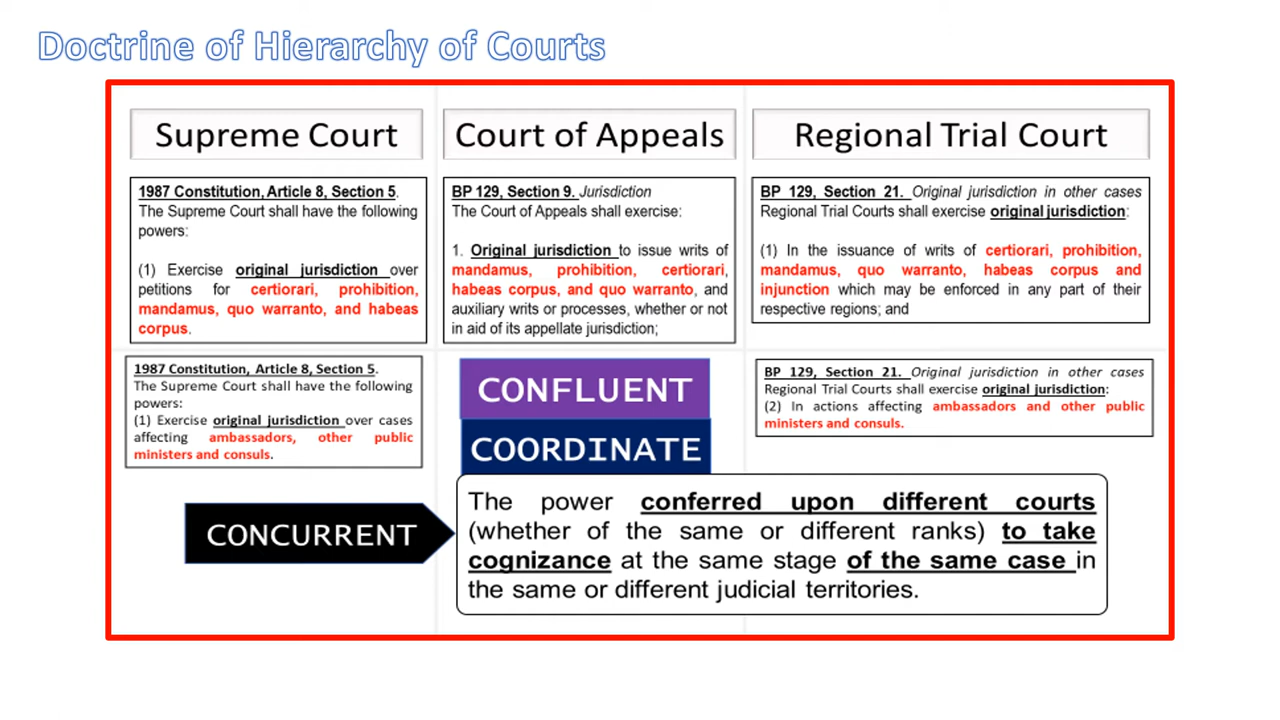 Doctrine of Hierarchy of Courts
Supreme Court
Court of Appeals
Regional Trial Court
1987 Constitution, Article 8, Section 5.
The Supreme Court shall have the following
powers:
(1) Exercise original jurisdiction over
petitions for certiorari, prohibition,
mandamus, quo warranto, and habeas
corpus.
BP 129, Section 9. Jurisdiction
The Court of Appeals shall exercise:
1. Original jurisdiction to issue writs of
mandamus, prohibition, certiorari,
habeas corpus, and quo warranto, and
auxiliary writs or processes, whether or not
in aid of its appellate jurisdiction;
BP 129, Section 21. Original jurisdiction in other cases
Regional Trial Courts shall exercise original jurisdiction:
(1) In the issuance of writs of certiorari, prohibition,
mandamus, quo warranto, habeas corpus and
injunction which may be enforced in any part of their
respective regions; and
1987 Constitution, Article 8, Section 5.
The Supreme Court shall have the following
powers:
(1) Exercise original jurisdiction over cases
affecting ambassadors, other public
ministers and consuls.
CONFLUENT
COORDINATE
BP 129, Section 21. Original jurisdiction in other cases
Regional Trial Courts shall exercise original jurisdiction:
(2) In actions affecting ambassadors and other public
ministers and consuls.
CONCURRENT
The power conferred upon different courts
(whether of the same or different ranks) to take
cognizance at the same stage of the same case in
the same or different judicial territories.